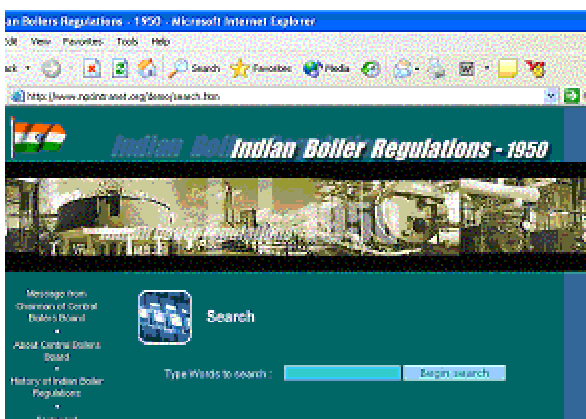 an Boilers Regulations - 1950 - Microsoft Internet Explorer
View Favorites Tools Help
Search Favorites Media
Indian Boiler Regulations - 1950
Message from
Chairman of Central
Boilers Board
About Central Boilers
Board
History of Indian Boiler
Regulations
Search
Type Words to search :
Begin search